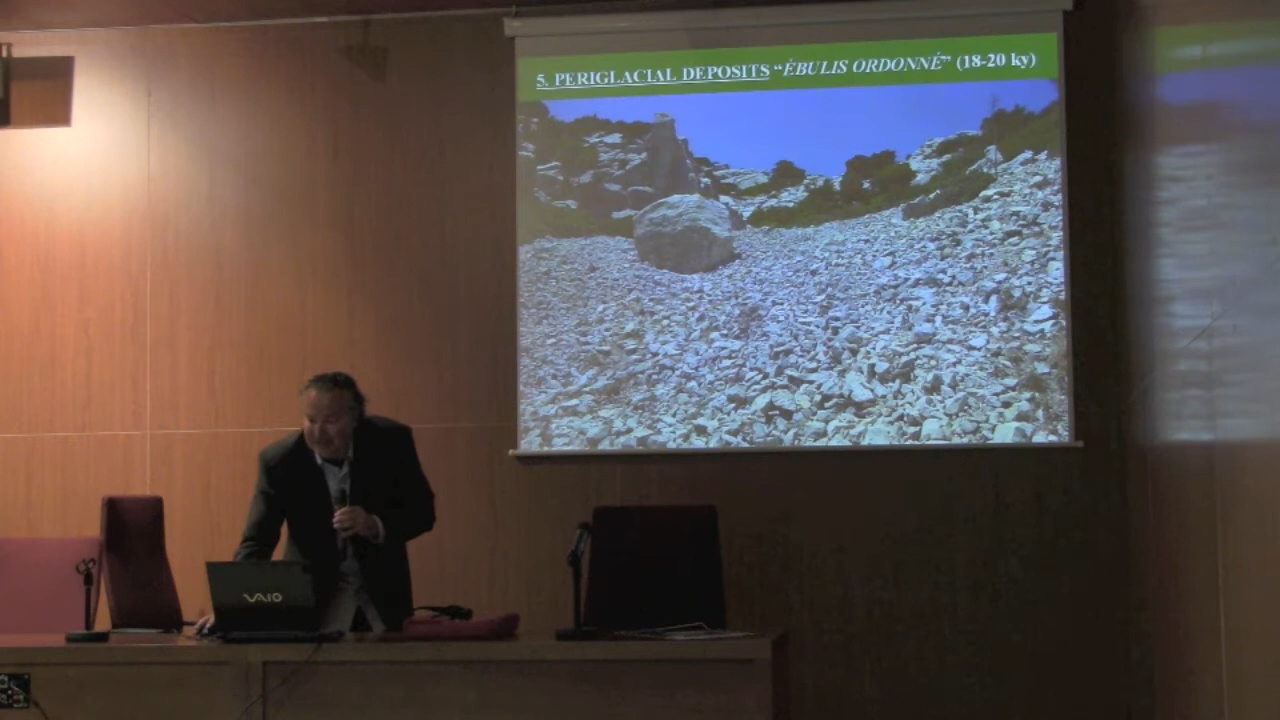 5. PERIGLACIAL DEPOSITS “ÉBULIS ORDONNÉ” (18-20 ky)
VAIO